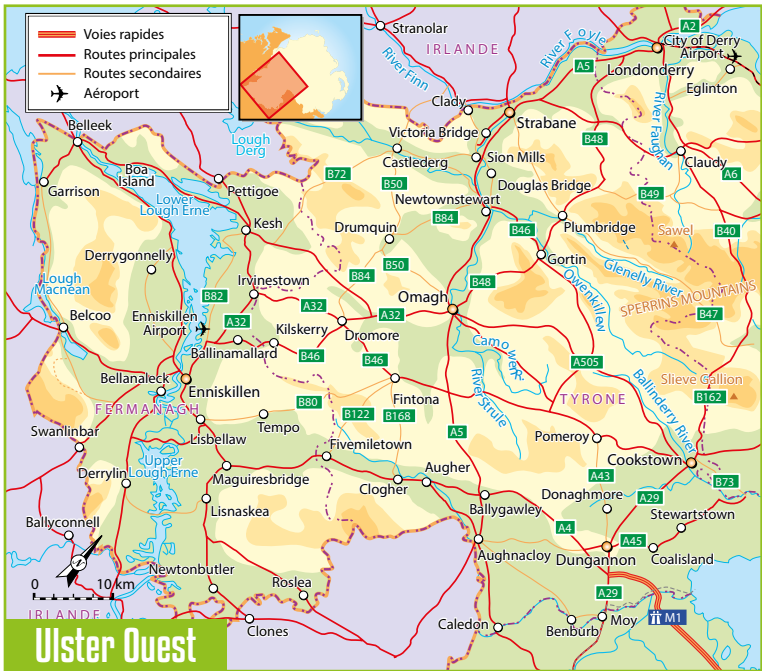 Voies rapides
Routes principales
Routes secondaires
Aéroport
Stranolar
IRLANDE
River Foyle
A2
City of Derry
Airport
A5
Londonderry
Eglinton
River Finn
Clady
Belleek
Lough
Derg
Victoria Bridge
Strabane
River Faughan
Castlederg
Sion Mills
B48
Claudy
Boa
Island
Pettigoe
B72
B50
Douglas Bridge
A6
Garrison
Lower
Lough Erne
Newtownstewart
B49
Kesh
Drumquin
B84
B46
Plumbridge
Sawel
B40
Derrygonnelly
B50
Gortin
Glenelly River
Lough
Macnean
B84
Owenkillen
Irvinestown
B82
B48
SPERRINS MOUNTAINS
Omagh
A32
A32
B47
Belcoo
Enniskillen
Airport
A32
Kilskerry
Dromore
Camowen
Ballinamallard
B46
B46
A505
Ballinderry River
Bellanaleck
Enniskillen
River Strule
Slieve Gallion
FERMANAGH
B80
Fintona
TYRONE
B162
Tempo
B122
B168
Swanlinbar
Lisbellaw
A5
Pomeroy
Fivemiletown
Cookstown
Upper
Lough Erne
Derrylin
Maguiresbridge
Augher
A43
B73
Clogher
Donaghmore
A29
Lisnaskea
Ballygawley
Stewartstown
Ballyconnell
A4
A45
N
Aughnacloy
Dungannon
Coalisland
Newtonbutler
0 10 km
Roslea
A29
IRLANDE
Moy
M1
Clones
Caledon
Benburb
Ulster Ouest